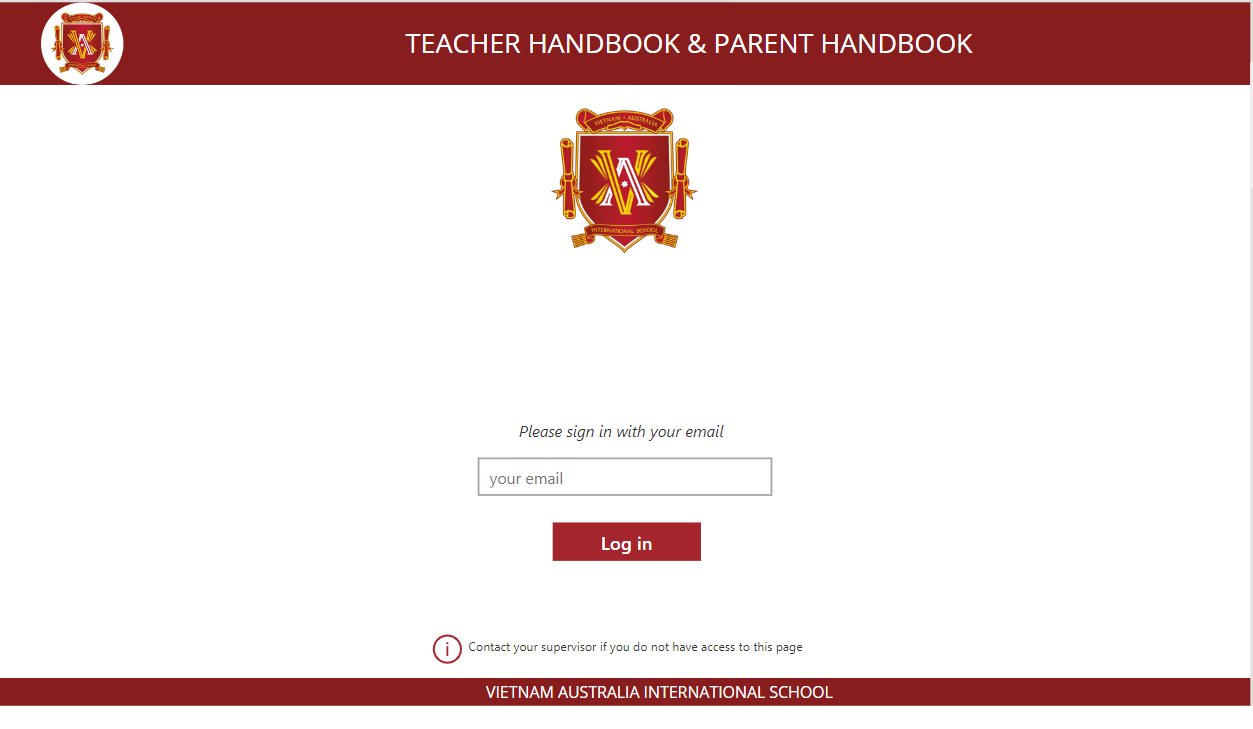 TEACHER HANDBOOK & PARENT HANDBOOK
VIETNAM • AUSTRALIA
VA
INTERNATIONAL SCHOOL
Please sign in with your email
your email
Log in
Contact your supervisor if you do not have access to this page
VIETNAM AUSTRALIA INTERNATIONAL SCHOOL